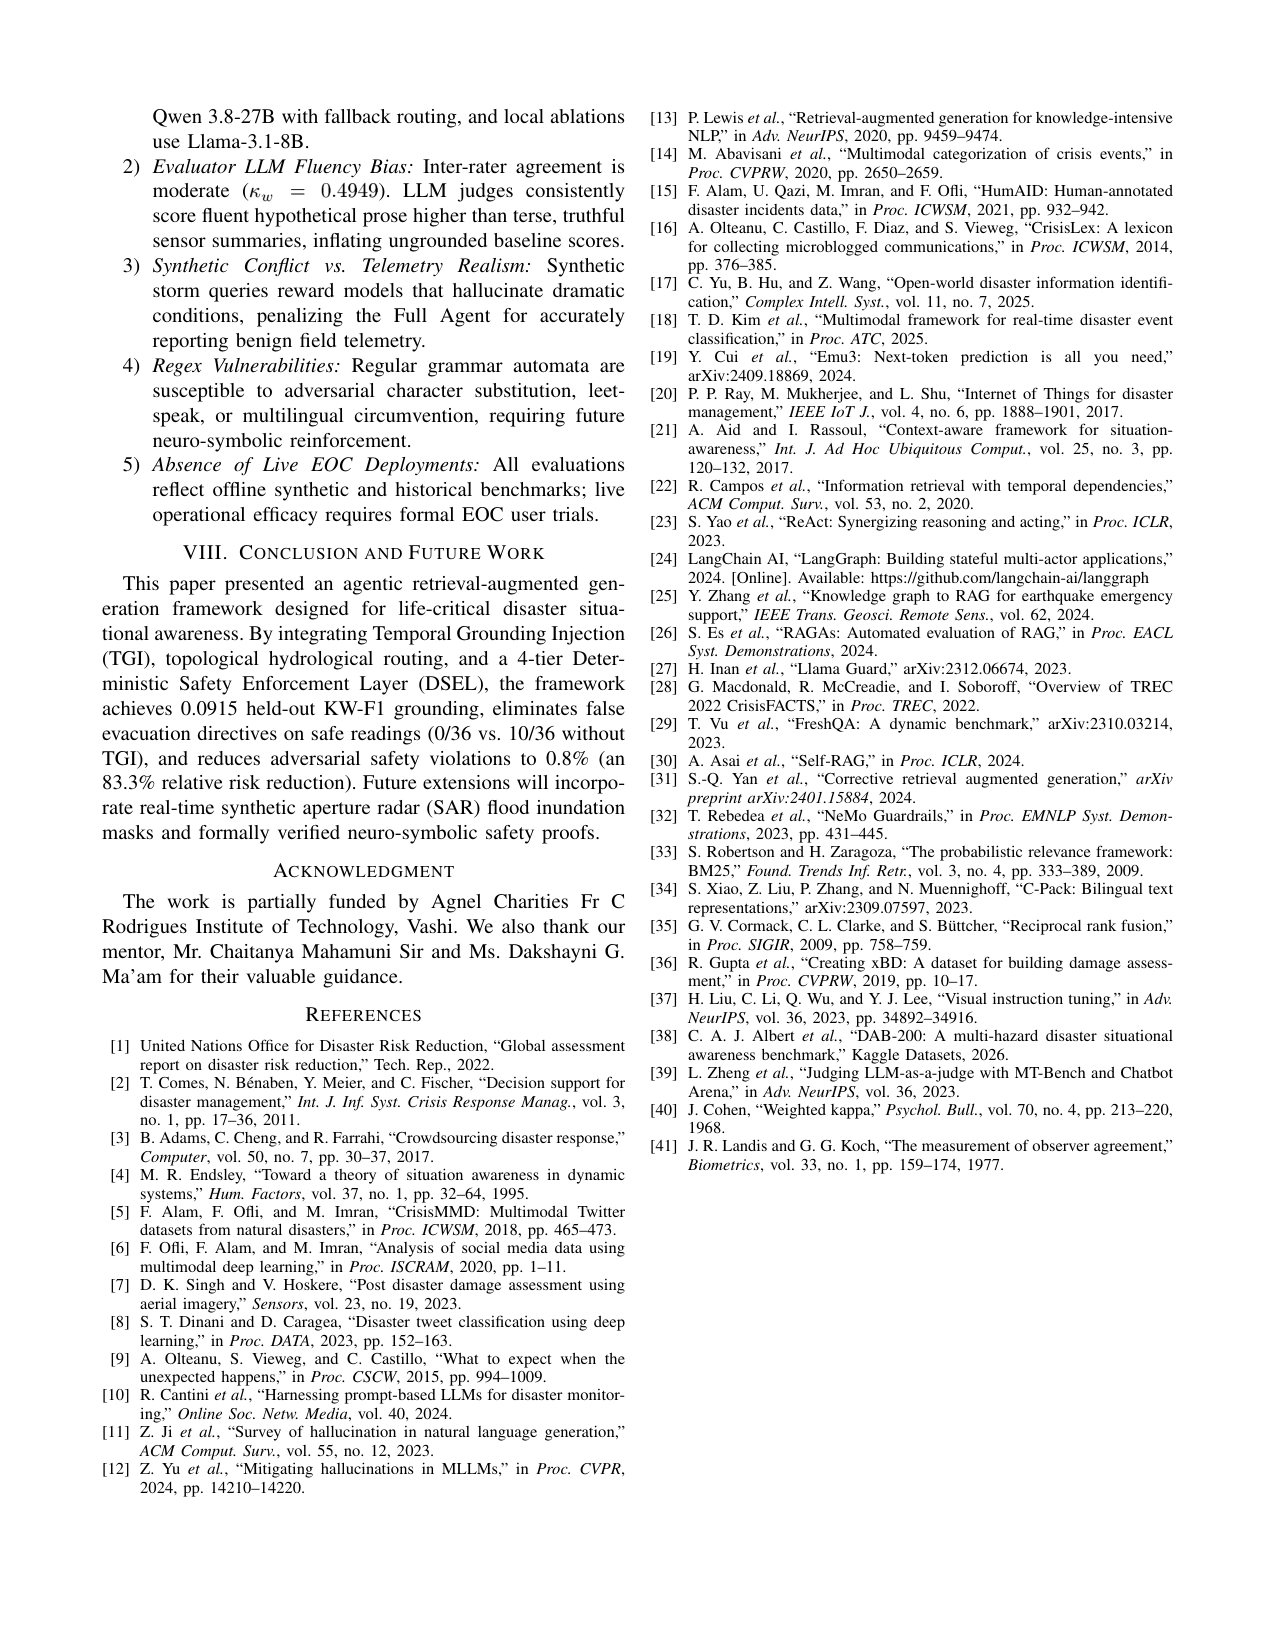 Qwen 3.8-27B with fallback routing, and local ablations
use Llama-3.1-8B.
2) Evaluator LLM Fluency Bias: Inter-rater agreement is
moderate (κw = 0.4949). LLM judges consistently
score fluent hypothetical prose higher than terse, truthful
sensor summaries, inflating ungrounded baseline scores.
3) Synthetic Conflict vs. Telemetry Realism: Synthetic
storm queries reward models that hallucinate dramatic
conditions, penalizing the Full Agent for accurately
reporting benign field telemetry.
4) Regex Vulnerabilities: Regular grammar automata are
susceptible to adversarial character substitution, leet-
speak, or multilingual circumvention, requiring future
neuro-symbolic reinforcement.
5) Absence of Live EOC Deployments: All evaluations
reflect offline synthetic and historical benchmarks; live
operational efficacy requires formal EOC user trials.
VIII. CONCLUSION AND FUTURE WORK
This paper presented an agentic retrieval-augmented gen-
eration framework designed for life-critical disaster situa-
tional awareness. By integrating Temporal Grounding Injection
(TGI), topological hydrological routing, and a 4-tier Deter-
ministic Safety Enforcement Layer (DSEL), the framework
achieves 0.0915 held-out KW-F1 grounding, eliminates false
evacuation directives on safe readings (0/36 vs. 10/36 without
TGI), and reduces adversarial safety violations to 0.8% (an
83.3% relative risk reduction). Future extensions will incorpo-
rate real-time synthetic aperture radar (SAR) flood inundation
masks and formally verified neuro-symbolic safety proofs.
ACKNOWLEDGMENT
The work is partially funded by Agnel Charities Fr C
Rodrigues Institute of Technology, Vashi. We also thank our
mentor, Mr. Chaitanya Mahamuni Sir and Ms. Dakshayni G.
Ma’am for their valuable guidance.
REFERENCES
[1] United Nations Office for Disaster Risk Reduction, “Global assessment
report on disaster risk reduction,” Tech. Rep., 2022.
[2] T. Comes, N. Bénaben, Y. Meier, and C. Fischer, “Decision support for
disaster management,” Int. J. Inf. Syst. Crisis Response Manag., vol. 3,
no. 1, pp. 17–36, 2011.
[3] B. Adams, C. Cheng, and R. Farrahi, “Crowdsourcing disaster response,”
Computer, vol. 50, no. 7, pp. 30–37, 2017.
[4] M. R. Endsley, “Toward a theory of situation awareness in dynamic
systems,” Hum. Factors, vol. 37, no. 1, pp. 32–64, 1995.
[5] F. Alam, F. Ofli, and M. Imran, “CrisisMMD: Multimodal Twitter
datasets from natural disasters,” in Proc. ICWSM, 2018, pp. 465–473.
[6] F. Ofli, F. Alam, and M. Imran, “Analysis of social media data using
multimodal deep learning,” in Proc. ISCRAM, 2020, pp. 1–11.
[7] D. K. Singh and V. Hoskere, “Post disaster damage assessment using
aerial imagery,” Sensors, vol. 23, no. 19, 2023.
[8] S. T. Dinani and D. Caragea, “Disaster tweet classification using deep
learning,” in Proc. DATA, 2023, pp. 152–163.
[9] A. Olteanu, S. Vieweg, and C. Castillo, “What to expect when the
unexpected happens,” in Proc. CSCW, 2015, pp. 994–1009.
[10] R. Cantini et al., “Harnessing prompt-based LLMs for disaster monitor-
ing,” Online Soc. Netw. Media, vol. 40, 2024.
[11] Z. Ji et al., “Survey of hallucination in natural language generation,”
ACM Comput. Surv., vol. 55, no. 12, 2023.
[12] Z. Yu et al., “Mitigating hallucinations in MLLMs,” in Proc. CVPR,
2024, pp. 14210–14220.
[13] P. Lewis et al., “Retrieval-augmented generation for knowledge-intensive
NLP,” in Adv. NeurIPS, 2020, pp. 9459–9474.
[14] M. Abavisani et al., “Multimodal categorization of crisis events,” in
Proc. CVPRW, 2020, pp. 2650–2659.
[15] F. Alam, U. Qazi, M. Imran, and F. Ofli, “HumAID: Human-annotated
disaster incidents data,” in Proc. ICWSM, 2021, pp. 932–942.
[16] A. Olteanu, C. Castillo, F. Diaz, and S. Vieweg, “CrisisLex: A lexicon
for collecting microblogged communications,” in Proc. ICWSM, 2014,
pp. 376–385.
[17] C. Yu, B. Hu, and Z. Wang, “Open-world disaster information identifi-
cation,” Complex Intell. Syst., vol. 11, no. 7, 2025.
[18] T. D. Kim et al., “Multimodal framework for real-time disaster event
classification,” in Proc. ATC, 2025.
[19] Y. Cui et al., “Emu3: Next-token prediction is all you need,”
arXiv:2409.18869, 2024.
[20] P. P. Ray, M. Mukherjee, and L. Shu, “Internet of Things for disaster
management,” IEEE IoT J., vol. 4, no. 6, pp. 1888–1901, 2017.
[21] A. Aid and I. Rassoul, “Context-aware framework for situation-
awareness,” Int. J. Ad Hoc Ubiquitous Comput., vol. 25, no. 3, pp.
120–132, 2017.
[22] R. Campos et al., “Information retrieval with temporal dependencies,”
ACM Comput. Surv., vol. 53, no. 2, 2020.
[23] S. Yao et al., “ReAct: Synergizing reasoning and acting,” in Proc. ICLR,
2023.
[24] LangChain AI, “LangGraph: Building stateful multi-actor applications,”
2024. [Online]. Available: https://github.com/langchain-ai/langgraph
[25] Y. Zhang et al., “Knowledge graph to RAG for earthquake emergency
support,” IEEE Trans. Geosci. Remote Sens., vol. 62, 2024.
[26] S. Es et al., “RAGAs: Automated evaluation of RAG,” in Proc. EACL
Syst. Demonstrations, 2024.
[27] H. Inan et al., “Llama Guard,” arXiv:2312.06674, 2023.
[28] G. Macdonald, R. McCreadie, and I. Soboroff, “Overview of TREC
2022 CrisisFACTS,” in Proc. TREC, 2022.
[29] T. Vu et al., “FreshQA: A dynamic benchmark,” arXiv:2310.03214,
2023.
[30] A. Asai et al., “Self-RAG,” in Proc. ICLR, 2024.
[31] S.-Q. Yan et al., “Corrective retrieval augmented generation,” arXiv
preprint arXiv:2401.15884, 2024.
[32] T. Rebedea et al., “NeMo Guardrails,” in Proc. EMNLP Syst. Demon-
strations, 2023, pp. 431–445.
[33] S. Robertson and H. Zaragoza, “The probabilistic relevance framework:
BM25,” Found. Trends Inf. Retr., vol. 3, no. 4, pp. 333–389, 2009.
[34] S. Xiao, Z. Liu, P. Zhang, and N. Muennighoff, “C-Pack: Bilingual text
representations,” arXiv:2309.07597, 2023.
[35] G. V. Cormack, C. L. Clarke, and S. Büttcher, “Reciprocal rank fusion,”
in Proc. SIGIR, 2009, pp. 758–759.
[36] R. Gupta et al., “Creating xBD: A dataset for building damage assess-
ment,” in Proc. CVPRW, 2019, pp. 10–17.
[37] H. Liu, C. Li, Q. Wu, and Y. J. Lee, “Visual instruction tuning,” in Adv.
NeurIPS, vol. 36, 2023, pp. 34892–34916.
[38] C. A. J. Albert et al., “DAB-200: A multi-hazard disaster situational
awareness benchmark,” Kaggle Datasets, 2026.
[39] L. Zheng et al., “Judging LLM-as-a-judge with MT-Bench and Chatbot
Arena,” in Adv. NeurIPS, vol. 36, 2023.
[40] J. Cohen, “Weighted kappa,” Psychol. Bull., vol. 70, no. 4, pp. 213–220,
1968.
[41] J. R. Landis and G. G. Koch, “The measurement of observer agreement,”
Biometrics, vol. 33, no. 1, pp. 159–174, 1977.